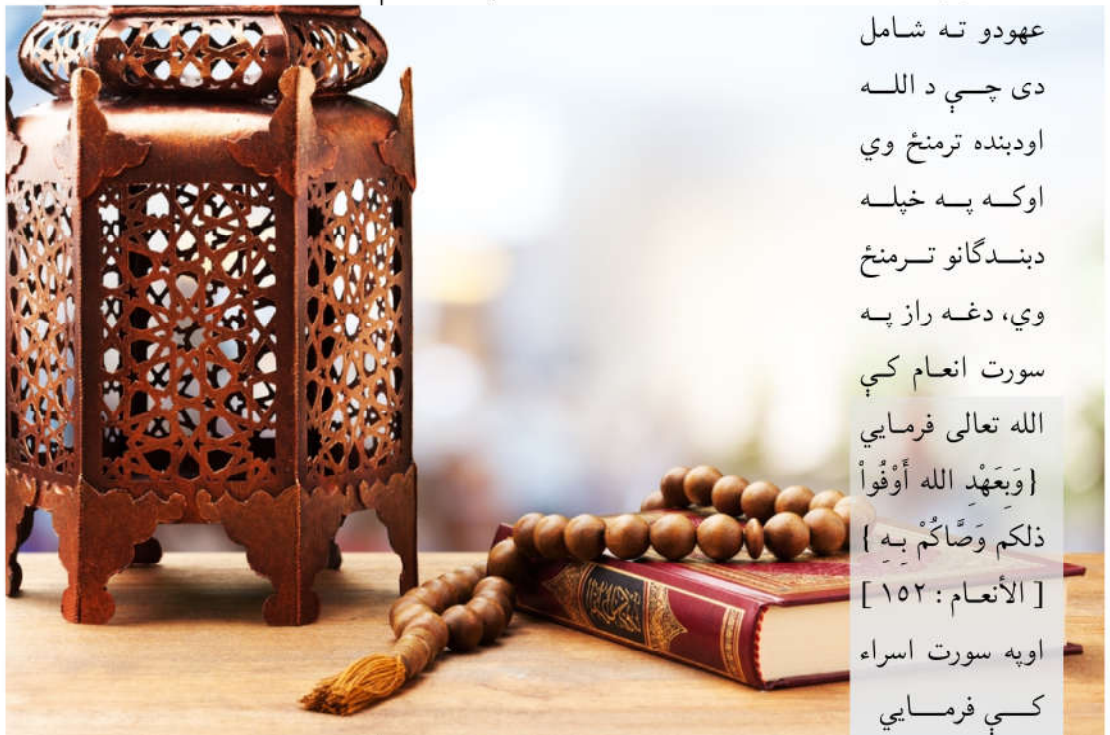 عهودو ته شامل
دی چې د الله
اودبنده ترمنځ وي
اوکه په خپله
دبندگانو ترمنځ
وي، دغه راز په
سورت انعام کې
الله تعالی فرمايي
{وَبِعَهْدِ الله أَوْفُواْ
ذلكم وَصَّاكُمْ بِهِ }
[ الأنعام : ١٥٢ ]
اوپه سورت اسراء
کې فرمايي